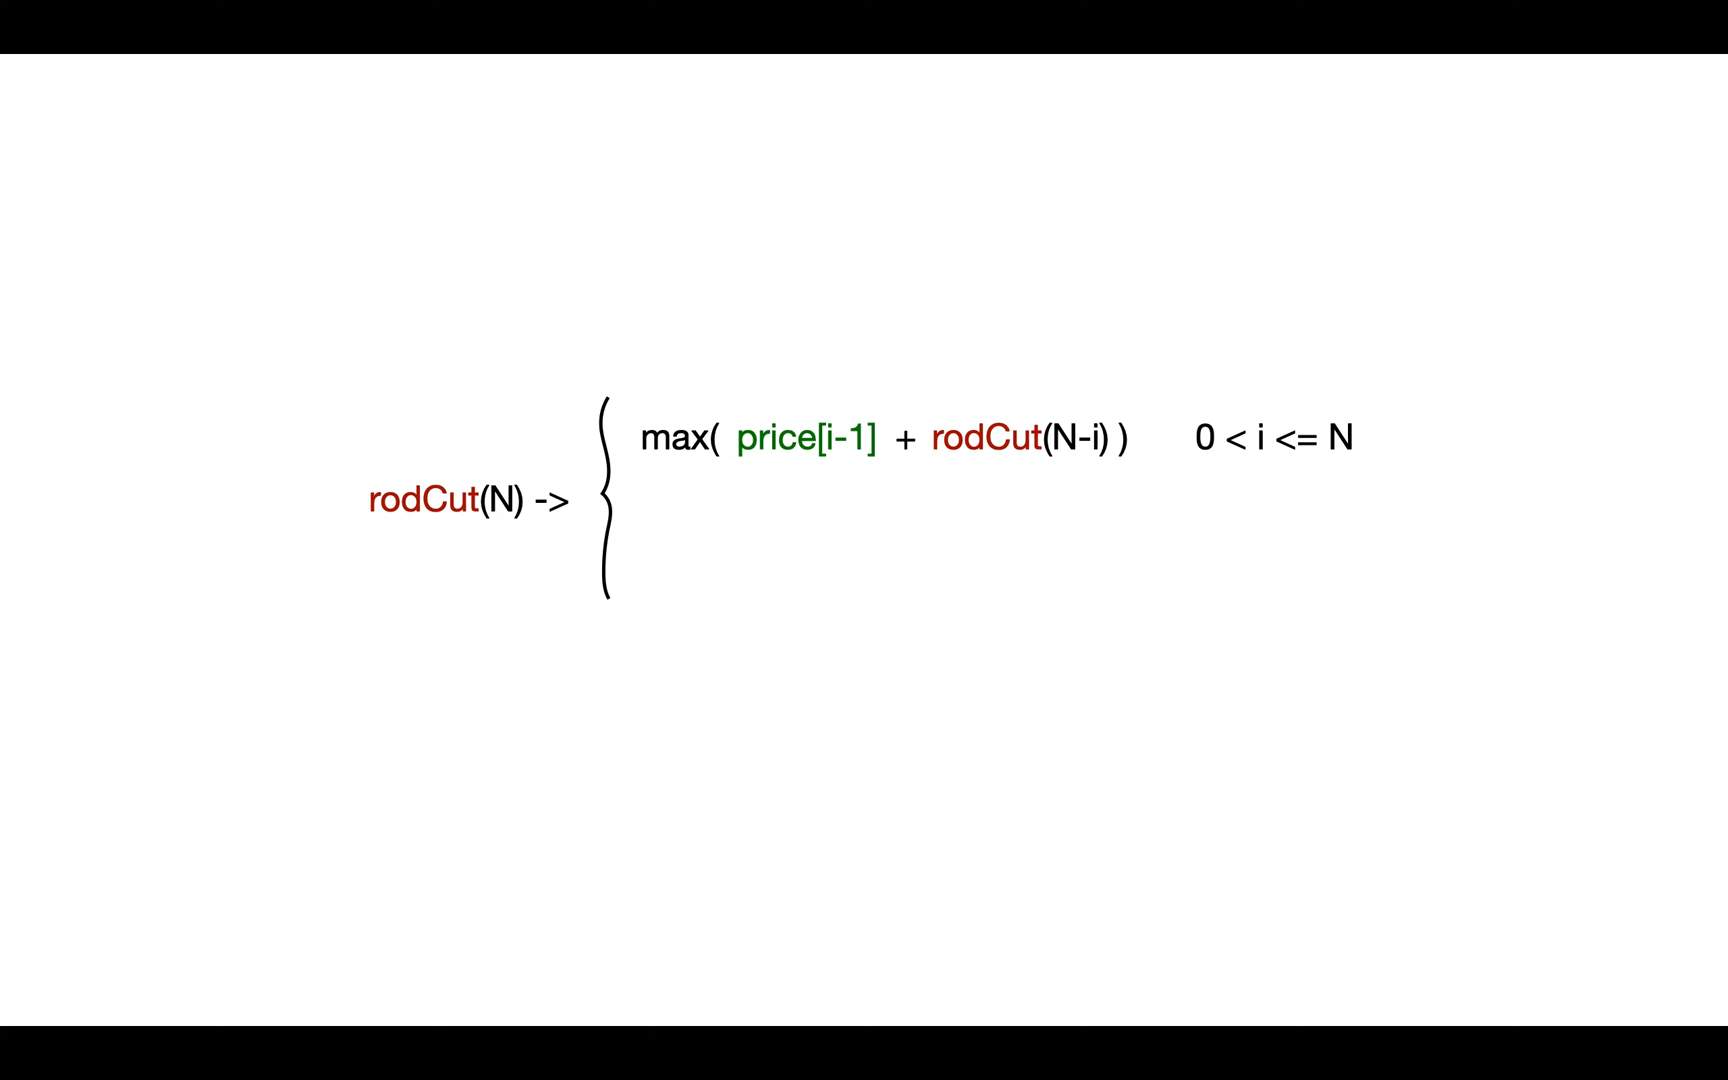 max( price[i-1] + rodCut(N-i) ) 0 < i <= N
rodCut(N) ->